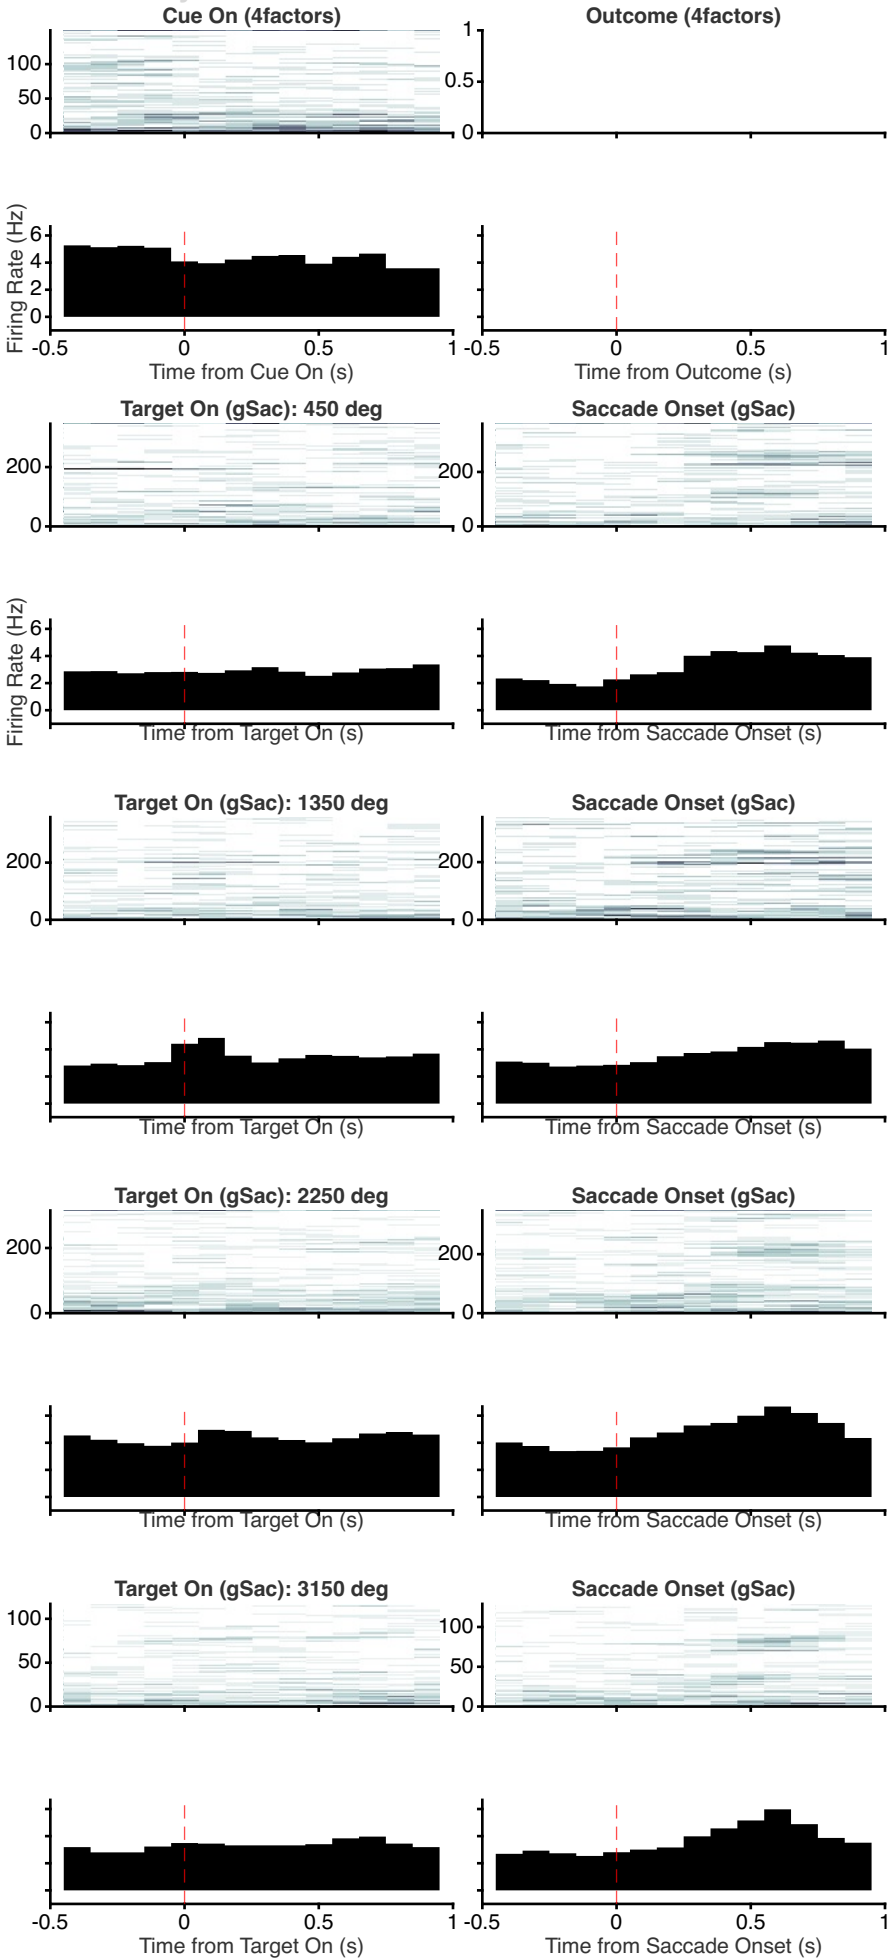 Cue On (4factors) Outcome (4factors)
100
50
0
1
0.5
0
Firing Rate (Hz)
6
4
2
0
-0.5 0 0.5 1 -0.5 0 0.5 1
Time from Cue On (s) Time from Outcome (s)
Target On (gSac): 450 deg Saccade Onset (gSac)
200
0
200
0
Firing Rate (Hz)
6
4
2
0
Time from Target On (s) Time from Saccade Onset (s)
Target On (gSac): 1350 deg Saccade Onset (gSac)
200
0
200
0
Time from Target On (s) Time from Saccade Onset (s)
Target On (gSac): 2250 deg Saccade Onset (gSac)
200
0
200
0
Time from Target On (s) Time from Saccade Onset (s)
Target On (gSac): 3150 deg Saccade Onset (gSac)
100
50
0
100
50
0
-0.5 0 0.5 1 -0.5 0 0.5 1
Time from Target On (s) Time from Saccade Onset (s)